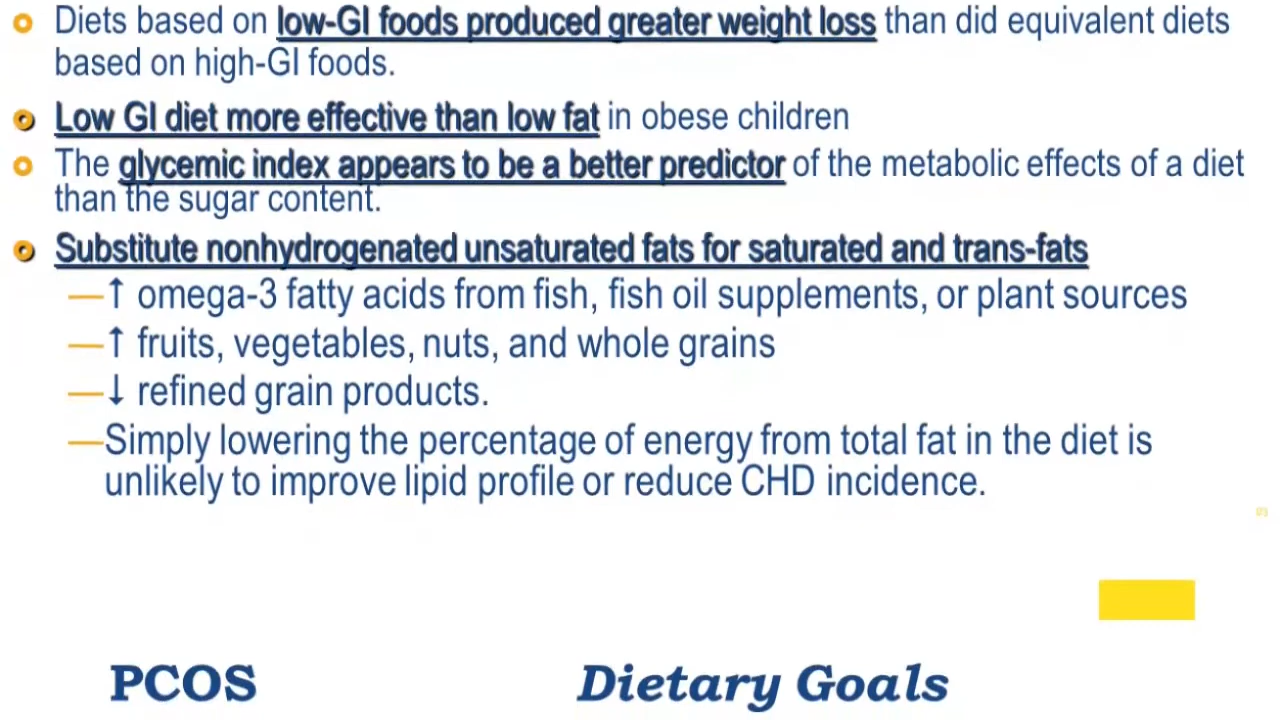 Diets based on low-GI foods produced greater weight loss than did equivalent diets
based on high-GI foods.
Low GI diet more effective than low fat in obese children
The glycemic index appears to be a better predictor of the metabolic effects of a diet
than the sugar content.
Substitute nonhydrogenated unsaturated fats for saturated and trans-fats
—↑ omega-3 fatty acids from fish, fish oil supplements, or plant sources
—↑ fruits, vegetables, nuts, and whole grains
—↓ refined grain products.
—Simply lowering the percentage of energy from total fat in the diet is
unlikely to improve lipid profile or reduce CHD incidence.
PCOS Dietary Goals